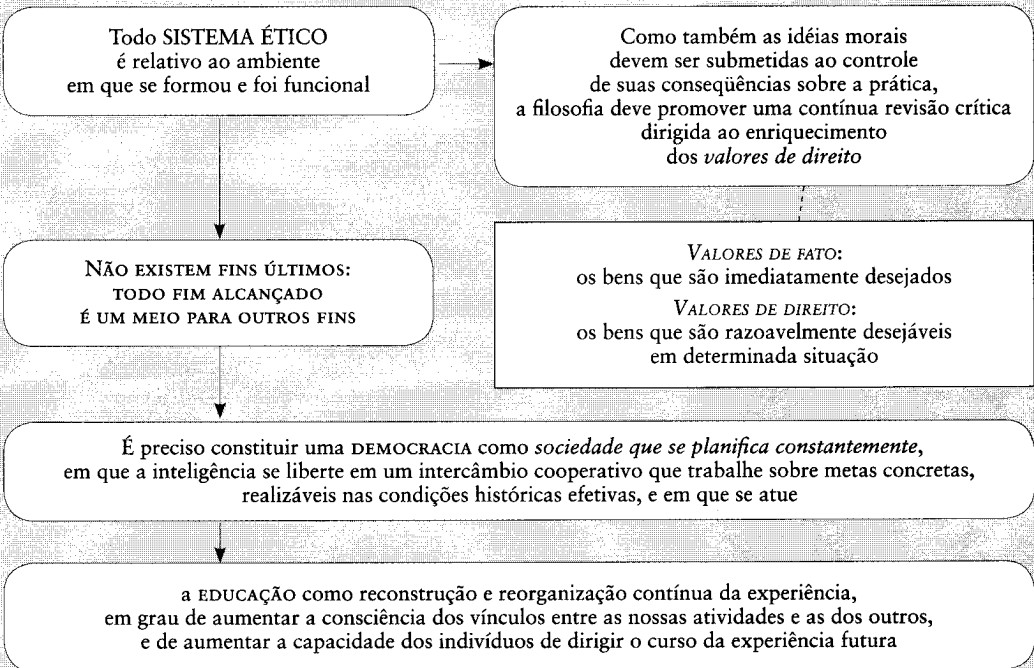 Todo SISTEMA ÉTICO
é relativo ao ambiente
em que se formou e foi funcional
Como também as idéias morais
devem ser submetidas ao controle
de suas conseqüências sobre a prática,
a filosofia deve promover uma contínua revisão crítica
dirigida ao enriquecimento
dos valores de direito
NÃO EXISTEM FINS ÚLTIMOS:
TODO FIM ALCANÇADO
É UM MEIO PARA OUTROS FINS
VALORES DE FATO:
os bens que são imediatamente desejados
VALORES DE DIREITO:
os bens que são razoavelmente desejáveis
em determinada situação
É preciso constituir uma DEMOCRACIA como sociedade que se planifica constantemente,
em que a inteligência se liberte em um intercâmbio cooperativo que trabalhe sobre metas concretas,
realizáveis nas condições históricas efetivas, e em que se atue
a EDUCAÇÃO como reconstrução e reorganização contínua da experiência,
em grau de aumentar a consciência dos vínculos entre as nossas atividades e as dos outros,
e de aumentar a capacidade dos indivíduos de dirigir o curso da experiência futura